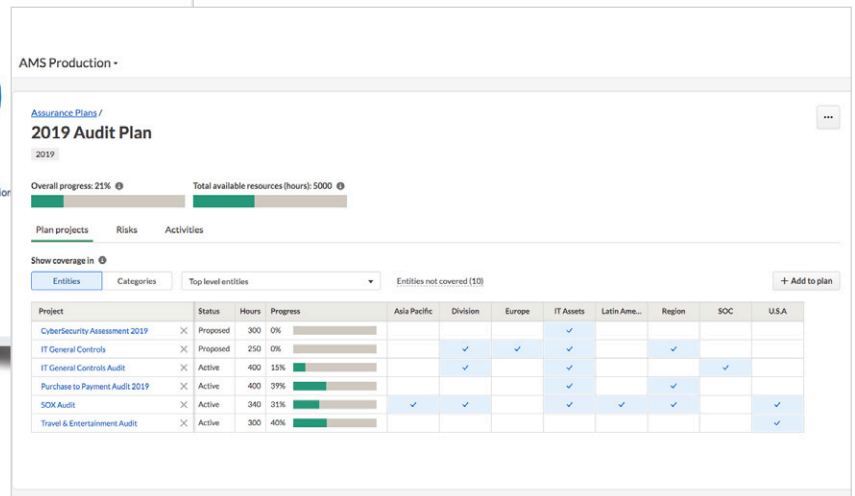 AMS Production
Assurance Plans /
2019 Audit Plan
...
2019
Overall progress: 21%
Total available resources (hours): 5000
Plan projects Risks Activities
Show coverage in
Entities Categories Top level entities Entities not covered (10) + Add to plan
Project Status Hours Progress Asia Pacific Division Europe IT Assets Latin Ame... Region SOC U.S.A
CyberSecurity Assessment 2019 Proposed 300 0%
IT General Controls Proposed 250 0%
IT General Controls Audit Active 400 15%
Purchase to Payment Audit 2019 Active 400 39%
SOX Audit Active 340 31%
Travel & Entertainment Audit Active 300 40%